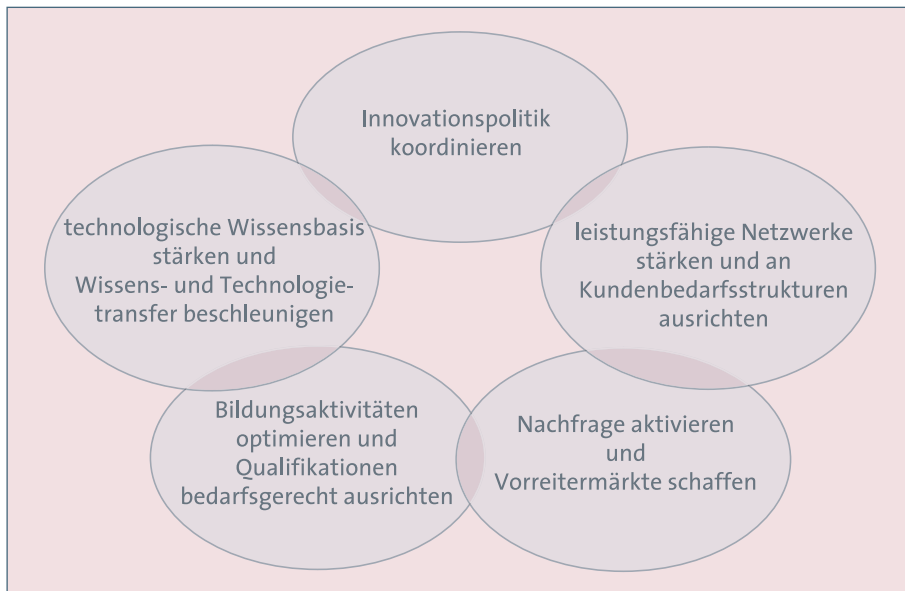 Innovationspolitik
koordinieren
technologische Wissensbasis
stärken und
Wissens- und Technologie-
transfer beschleunigen
leistungsfähige Netzwerke
stärken und an
Kundenbedarfsstrukturen
ausrichten
Bildungsaktivitäten
optimieren und
Qualifikationen
bedarfsgerecht ausrichten
Nachfrage aktivieren
und
Vorreitermärkte schaffen